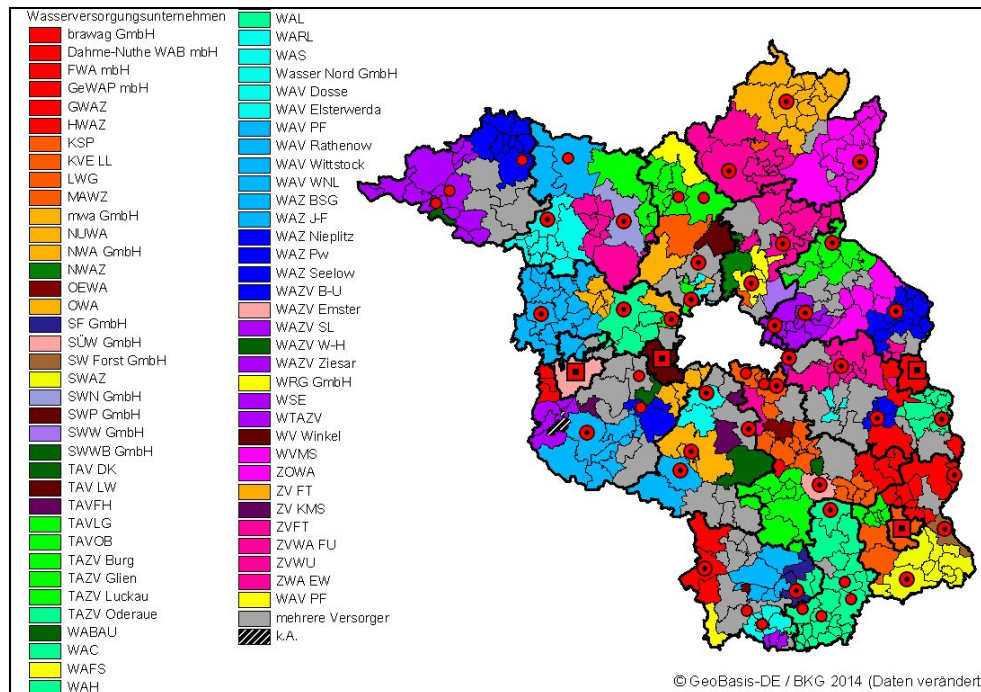 Wasserversorgungsunternehmen
brawag GmbH
Dahme-Nuthe WAB mbH
FWA mbH
GeWAP mbH
GWAZ
HWAZ
KSP
KVE LL
LWG
MAWZ
mwa GmbH
NUWA
NWA GmbH
NWAZ
OEWA
OWA
SF GmbH
SÜW GmbH
SW Forst GmbH
SWAZ
SWN GmbH
SWP GmbH
SWW GmbH
SWWB GmbH
TAV DK
TAV LW
TAVFH
TAVLG
TAVOB
TAZV Burg
TAZV Glien
TAZV Luckau
TAZV Oderaue
WABAU
WAC
WAFS
WAH
WAL
WARL
WAS
Wasser Nord GmbH
WAV Dosse
WAV Elsterwerda
WAV PF
WAV Rathenow
WAV Wittstock
WAV WNL
WAZ BSG
WAZ J-F
WAZ Nieplitz
WAZ Pw
WAZ Seelow
WAZV B-U
WAZV Emster
WAZV SL
WAZV W-H
WAZV Ziesar
WRG GmbH
WSE
WTAZV
WV Winkel
WVMS
ZOWA
ZV FT
ZV KMS
ZVFT
ZVWA FU
ZVWU
ZWA EW
WAV PF
mehrere Versorger
k.A.
© GeoBasis-DE / BKG 2014 (Daten verändert